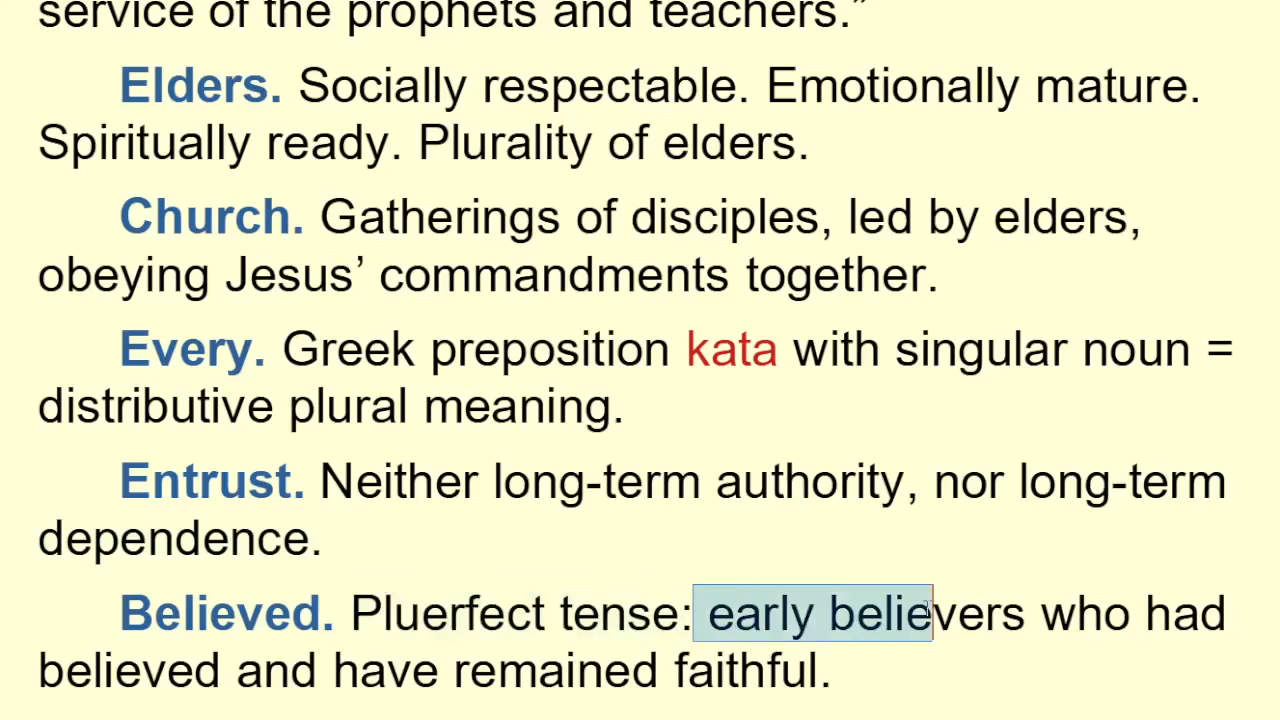 service of the prophets and teachers.”
Elders. Socially respectable. Emotionally mature.
Spiritually ready. Plurality of elders.
Church. Gatherings of disciples, led by elders,
obeying Jesus’ commandments together.
Every. Greek preposition kata with singular noun =
distributive plural meaning.
Entrust. Neither long-term authority, nor long-term
dependence.
Believed. Pluerfect tense: early believers who had
believed and have remained faithful.